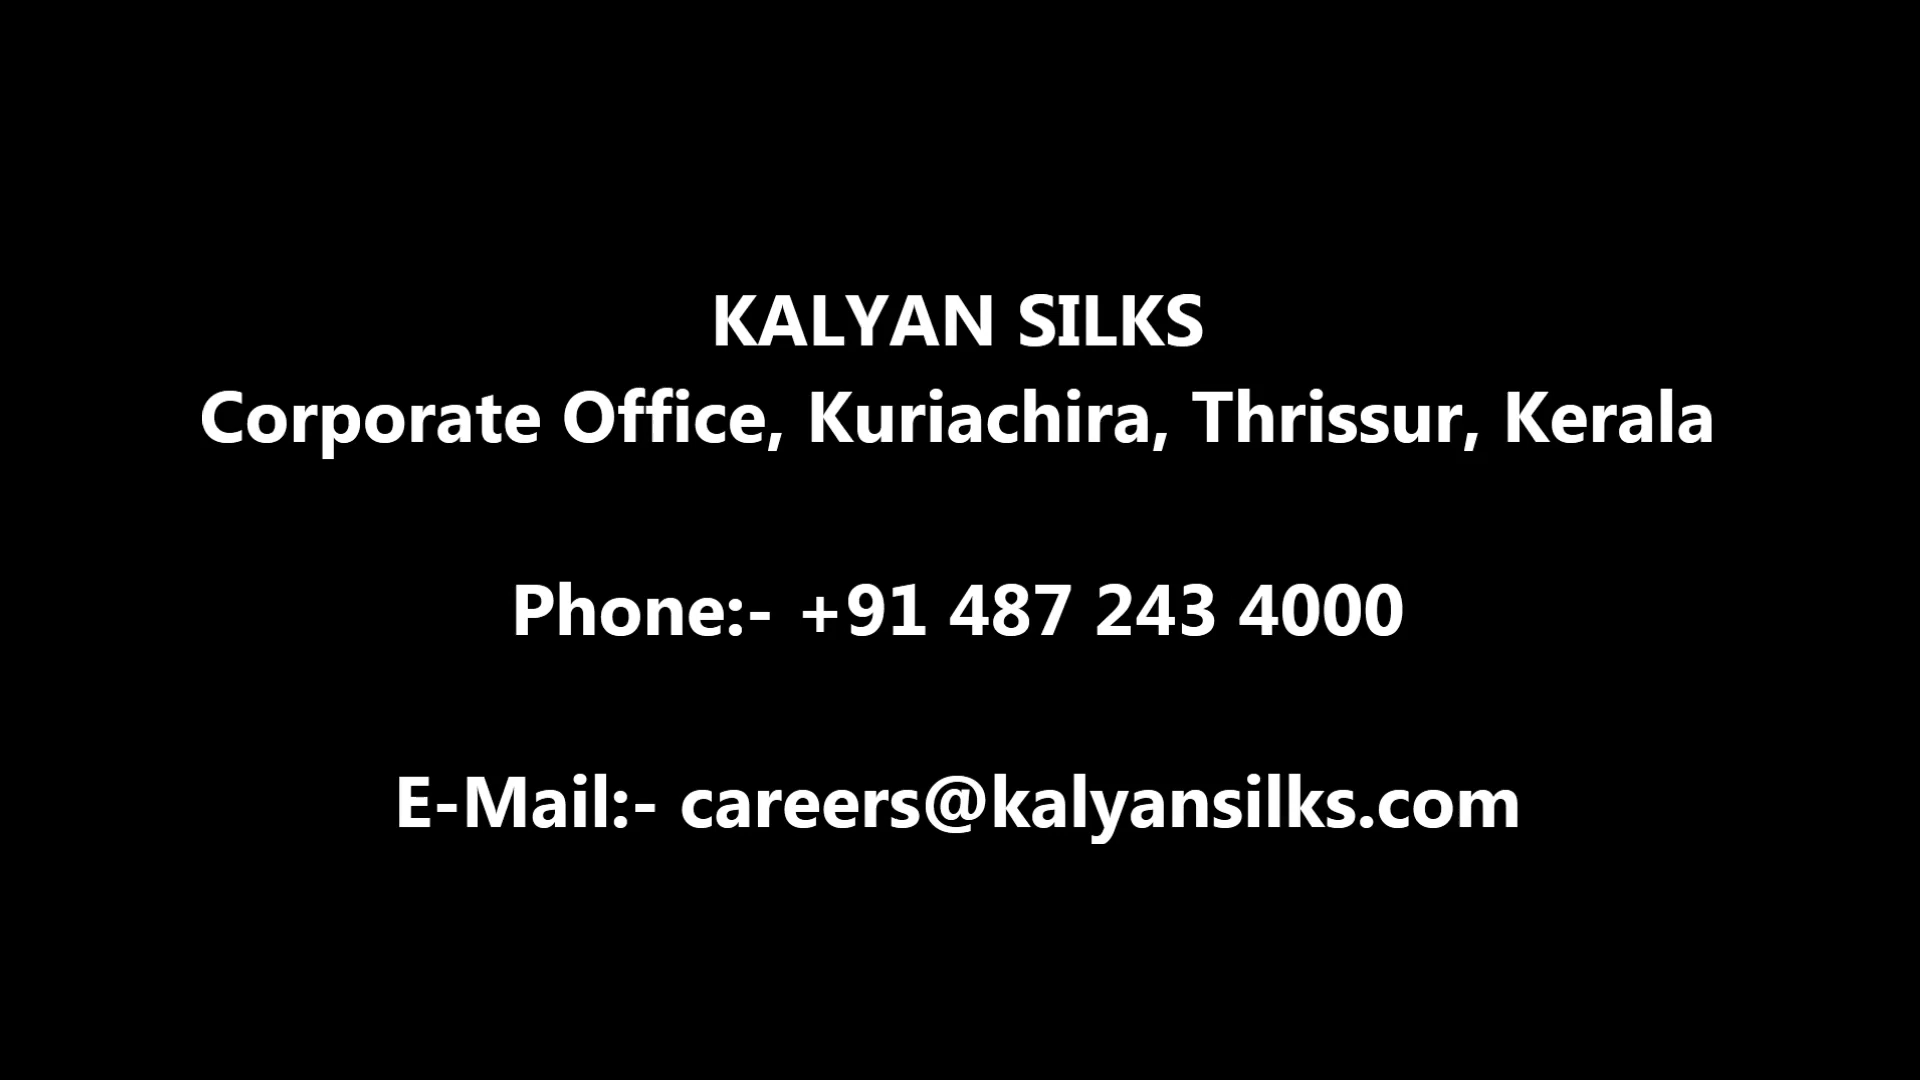 KALYAN SILKS
Corporate Office, Kuriachira, Thrissur, Kerala
Phone:- +91 487 243 4000
E-Mail:- careers@kalyansilks.com